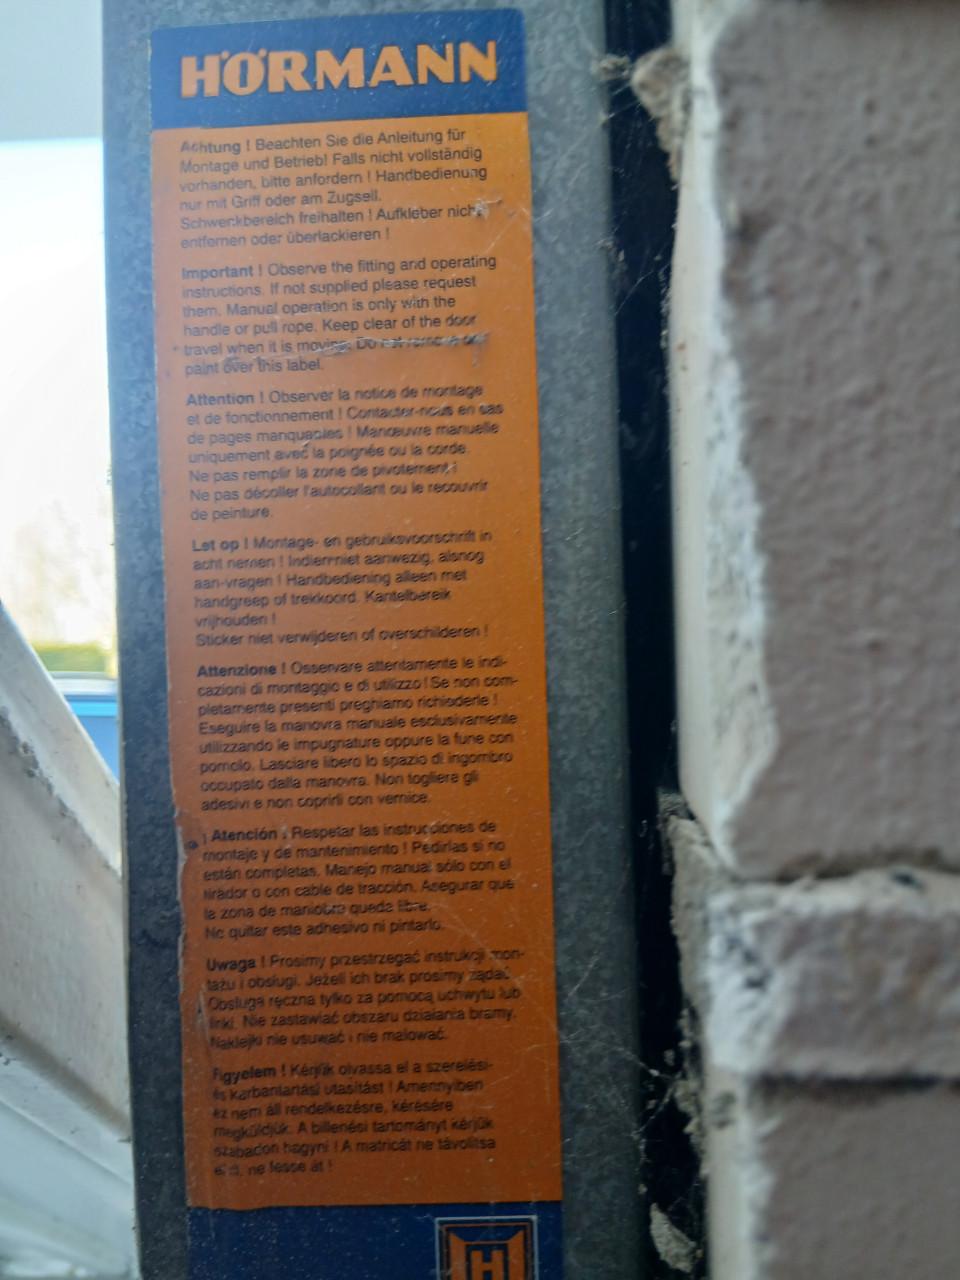 HÖRMANN
Achtung ! Beachten Sie die Anleitung für
Montage und Betrieb! Falls nicht vollständig
vorhanden, bitte anfordern ! Handbedienung
nur mit Griff oder am Zugseil.
Schwenkbereich freihalten ! Aufkleber nicht
entfernen oder überlackieren !
Important ! Observe the fitting and operating
instructions. If not supplied please request
them. Manual operation is only with the
handle or pull rope. Keep clear of the door
travel when it is moving. Do not remove or
paint over this label.
Attention ! Observer la notice de montage
et de fonctionnement ! Contacter-nous en cas
de pages manquables ! Manœuvre manuelle
uniquement avec la poignée ou la corde.
Ne pas remplir la zone de pivotement !
Ne pas décoller l'autocollant ou le recouvrir
de peinture.
Let op ! Montage- en gebruiksvoorschrift in
acht nemen ! Indien niet aanwezig, alsnog
aan-vragen ! Handbediening alleen met
handgreep of trekkoord. Kantelbereik
vrijhouden !
Sticker niet verwijderen of overschilderen !
Attenzione ! Osservare attentamente le indi-
cazioni di montaggio e di utilizzo ! Se non com-
pletamente presenti preghiamo richiederle !
Eseguire la manovra manuale esclusivamente
utilizzando le impugnature oppure la fune con
pomolo. Lasciare libero lo spazio di ingombro
occupato dalla manovra. Non togliere gli
adesivi e non coprirli con vernice.
¡ Atención ! Respetar las instrucciones de
montaje y de mantenimiento ! Pedirlas si no
están completas. Manejo manual sólo con el
tirador o con cable de tracción. Asegurar que
la zona de maniobra queda libre.
No quitar este adhesivo ni pintarlo.
Uwaga ! Prosimy przestrzegać instrukcji mon-
tażu i obsługi. Jeżeli ich brak prosimy żądać.
Obsługa ręczna tylko za pomocą uchwytu lub
linki. Nie zastawiać obszaru działania bramy.
Naklejki nie usuwać i nie malować.
Figyelem ! Kérjük olvassa el a szerelési-
és karbantartási utasítást ! Amennyiben
ez nem áll rendelkezésre, kérésére
megküldjük. A billenési tartományt kérjük
szabadon hagyni ! A matricát ne távolítsa
el ne fesse át !
H